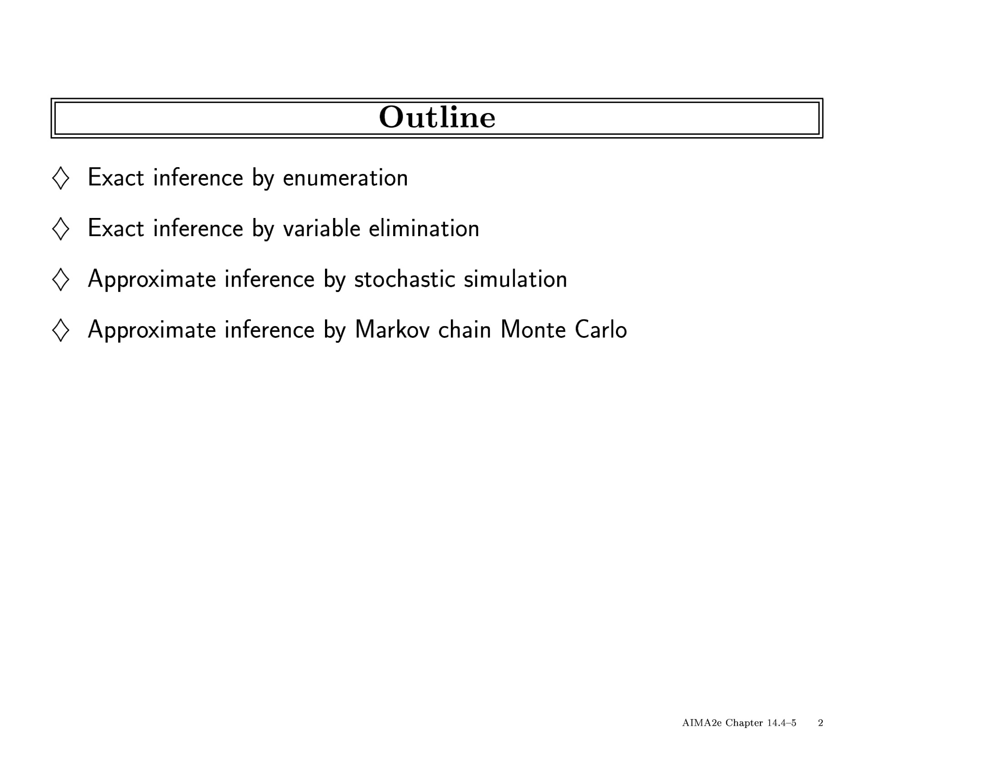 Outline
♢ Exact inference by enumeration
♢ Exact inference by variable elimination
♢ Approximate inference by stochastic simulation
♢ Approximate inference by Markov chain Monte Carlo
AIMA2e Chapter 14.4–5 2